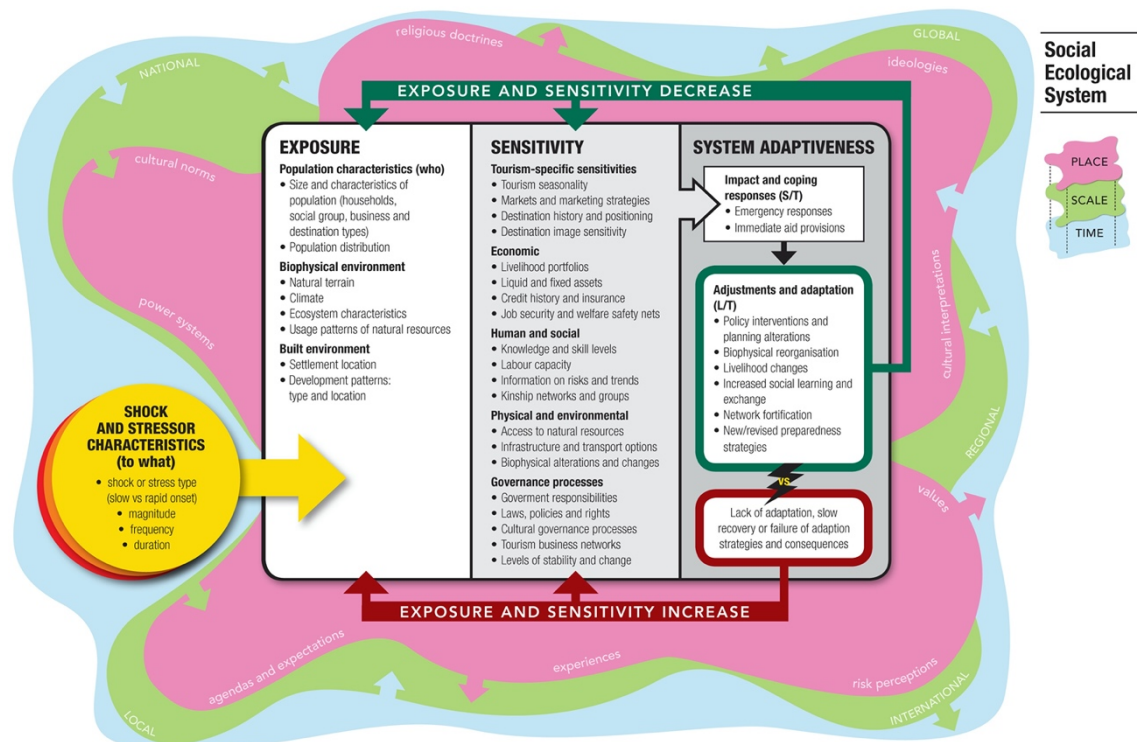 religious doctrines
GLOBAL
ideologies
NATIONAL
cultural norms
power systems
cultural interpretations
REGIONAL
values
risk perceptions
INTERNATIONAL
experiences
agendas and expectations
LOCAL
Social
Ecological
System
PLACE
SCALE
TIME
EXPOSURE AND SENSITIVITY DECREASE
EXPOSURE
Population characteristics (who)
• Size and characteristics of
population (households,
social group, business and
destination types)
• Population distribution
Biophysical environment
• Natural terrain
• Climate
• Ecosystem characteristics
• Usage patterns of natural resources
Built environment
• Settlement location
• Development patterns:
type and location
SENSITIVITY
Tourism-specific sensitivities
• Tourism seasonality
• Markets and marketing strategies
• Destination history and positioning
• Destination image sensitivity
Economic
• Livelihood portfolios
• Liquid and fixed assets
• Credit history and insurance
• Job security and welfare safety nets
Human and social
• Knowledge and skill levels
• Labour capacity
• Information on risks and trends
• Kinship networks and groups
Physical and environmental
• Access to natural resources
• Infrastructure and transport options
• Biophysical alterations and changes
Governance processes
• Goverment responsibilities
• Laws, policies and rights
• Cultural governance processes
• Tourism business networks
• Levels of stability and change
SYSTEM ADAPTIVENESS
Impact and coping
responses (S/T)
• Emergency responses
• Immediate aid provisions
Adjustments and adaptation
(L/T)
• Policy interventions and
planning alterations
• Biophysical reorganisation
• Livelihood changes
• Increased social learning and
exchange
• Network fortification
• New/revised preparedness
strategies
VS
Lack of adaptation, slow
recovery or failure of adaption
strategies and consequences
EXPOSURE AND SENSITIVITY INCREASE
SHOCK
AND STRESSOR
CHARACTERISTICS
(to what)
• shock or stress type
(slow vs rapid onset)
• magnitude
• frequency
• duration